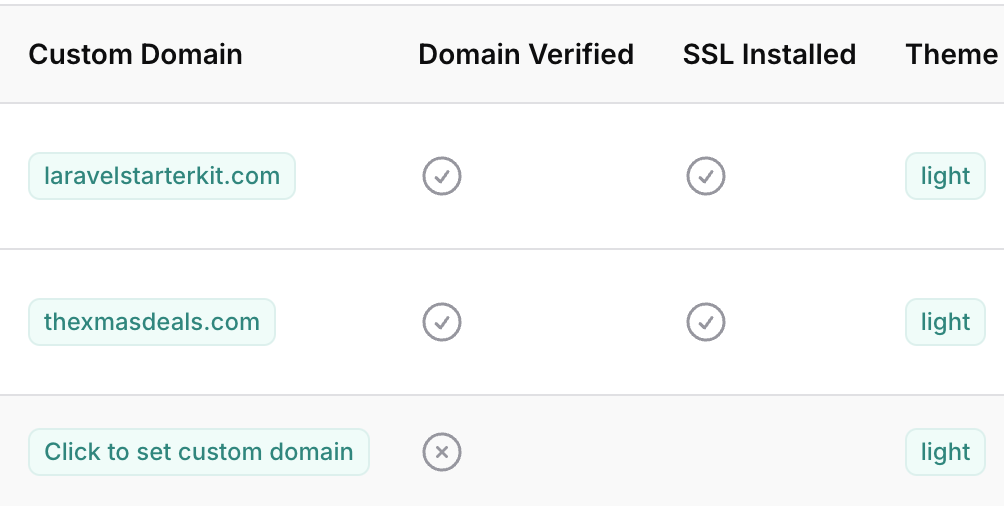 Custom Domain Domain Verified SSL Installed Theme
laravelstarterkit.com light
thexmasdeals.com light
Click to set custom domain light